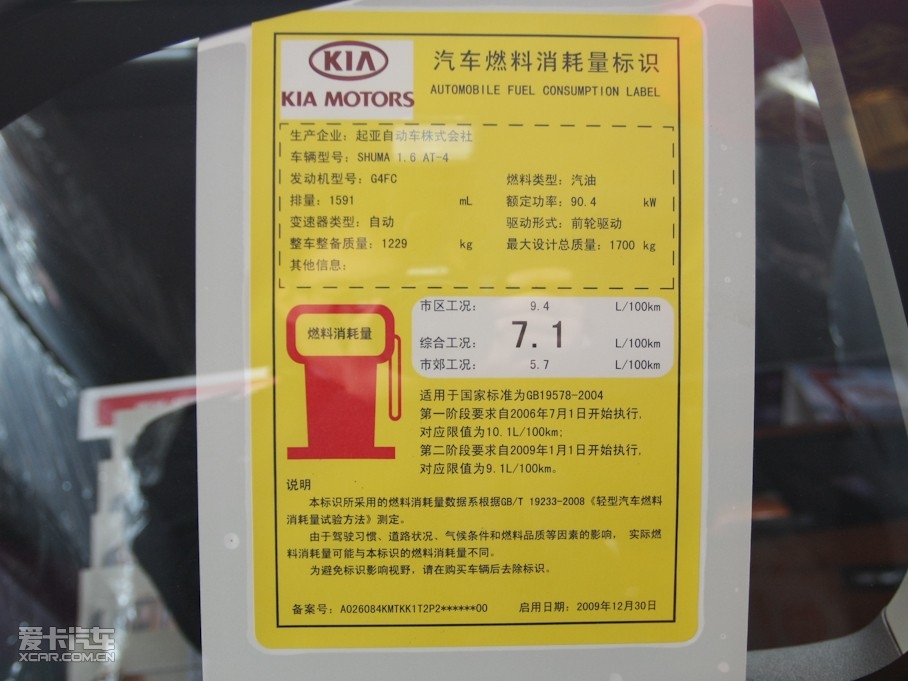 KIA
KIA MOTORS
汽车燃料消耗量标识
AUTOMOBILE FUEL CONSUMPTION LABEL
生产企业: 起亚自动车株式会社
车辆型号: SHUMA 1.6 AT-4
发动机型号: G4FC 燃料类型: 汽油
排量: 1591 mL 额定功率: 90.4 kW
变速器类型: 自动 驱动形式: 前轮驱动
整车整备质量: 1229 kg 最大设计总质量: 1700 kg
其他信息:
燃料消耗量
市区工况: 9.4 L/100km
综合工况: 7.1 L/100km
市郊工况: 5.7 L/100km
适用于国家标准为GB19578-2004
第一阶段要求自2006年7月1日开始执行,
对应限值为10.1L/100km;
第二阶段要求自2009年1月1日开始执行,
对应限值为9.1L/100km。
说明
本标识所采用的燃料消耗量数据系根据GB/T 19233-2008《轻型汽车燃料
消耗量试验方法》测定。
由于驾驶习惯、道路状况、气候条件和燃料品质等因素的影响, 实际燃
料消耗量可能与本标识的燃料消耗量不同。
为避免标识影响视野, 请在购买车辆后去除标识。
备案号: A026084KMTKK1T2P2******00 启用日期: 2009年12月30日
爱卡汽车
XCAR.COM.CN